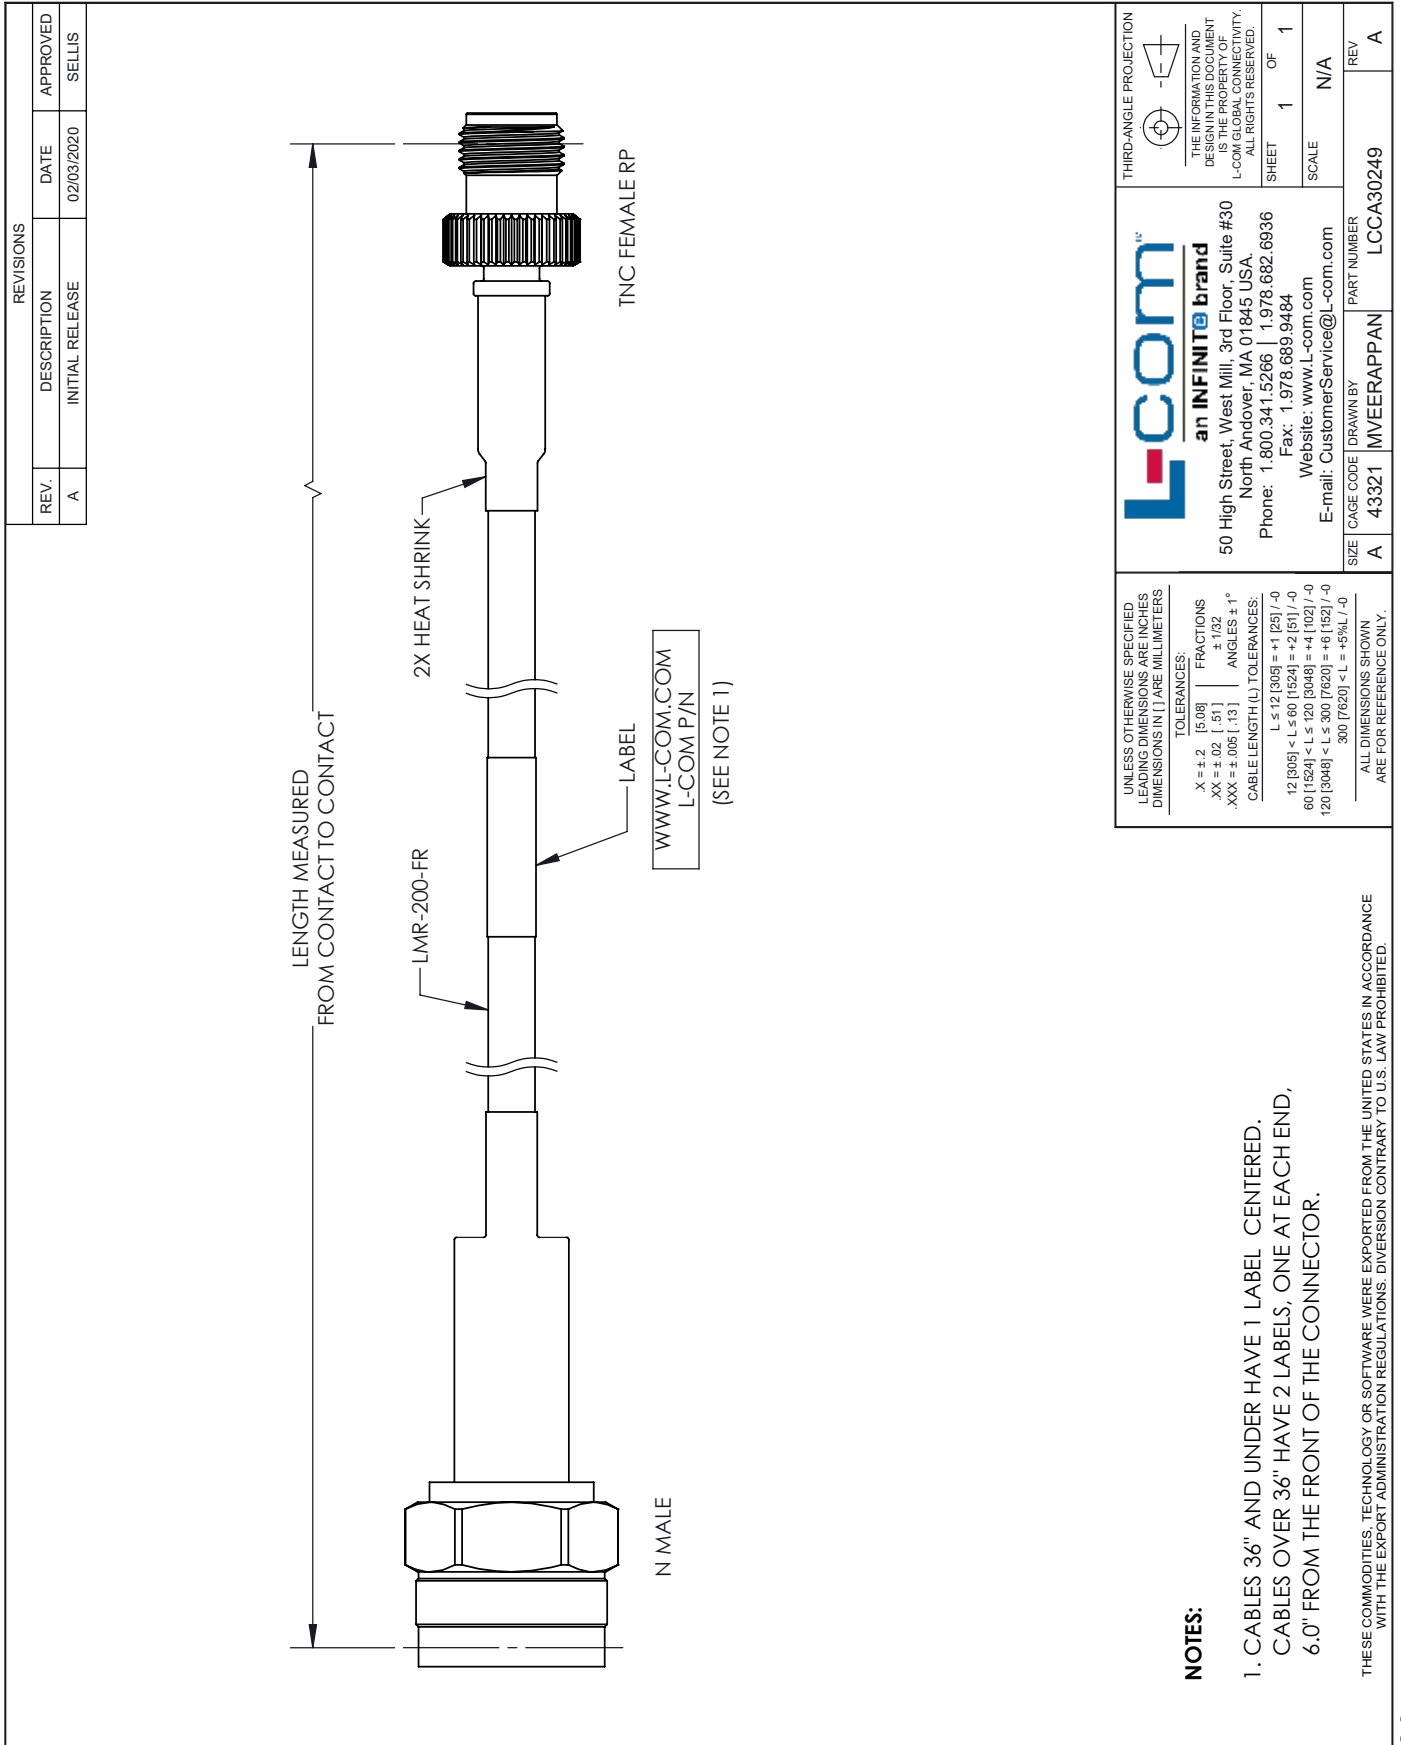 REVISIONS
REV. DESCRIPTION DATE APPROVED
A INITIAL RELEASE 02/03/2020 SELLIS
LENGTH MEASURED
FROM CONTACT TO CONTACT
LMR-200-FR
2X HEAT SHRINK
N MALE
TNC FEMALE RP
LABEL
WWW.L-COM.COM
L-COM P/N
(SEE NOTE 1)
NOTES:
1. CABLES 36" AND UNDER HAVE 1 LABEL CENTERED.
CABLES OVER 36" HAVE 2 LABELS, ONE AT EACH END,
6.0" FROM THE FRONT OF THE CONNECTOR.
THESE COMMODITIES, TECHNOLOGY OR SOFTWARE WERE EXPORTED FROM THE UNITED STATES IN ACCORDANCE
WITH THE EXPORT ADMINISTRATION REGULATIONS. DIVERSION CONTRARY TO U.S. LAW PROHIBITED.
UNLESS OTHERWISE SPECIFIED
LEADING DIMENSIONS ARE INCHES
DIMENSIONS IN [ ] ARE MILLIMETERS
TOLERANCES:
.X = ± .2 [5.08] FRACTIONS
.XX = ± .02 [ .51 ] ± 1/32
.XXX = ± .005 [ .13 ] ANGLES ± 1°
CABLE LENGTH (L) TOLERANCES:
L ≤ 12 [305] = +1 [25] / -0
12 [305] < L ≤ 60 [1524] = +2 [51] / -0
60 [1524] < L ≤ 120 [3048] = +4 [102] / -0
120 [3048] < L ≤ 300 [7620] = +6 [152] / -0
300 [7620] < L = +5%L / -0
ALL DIMENSIONS SHOWN
ARE FOR REFERENCE ONLY.
L-com
an INFINIT@ brand
50 High Street, West Mill, 3rd Floor, Suite #30
North Andover, MA 01845 USA.
Phone: 1.800.341.5266 | 1.978.682.6936
Fax: 1.978.689.9484
Website: www.L-com.com
E-mail: CustomerService@L-com.com
THIRD-ANGLE PROJECTION
THE INFORMATION AND
DESIGN IN THIS DOCUMENT
IS THE PROPERTY OF
L-COM GLOBAL CONNECTIVITY.
ALL RIGHTS RESERVED.
SHEET 1 OF 1
SCALE N/A
SIZE A
CAGE CODE 43321
DRAWN BY MVEERAPPAN
PART NUMBER LCCA30249
REV A